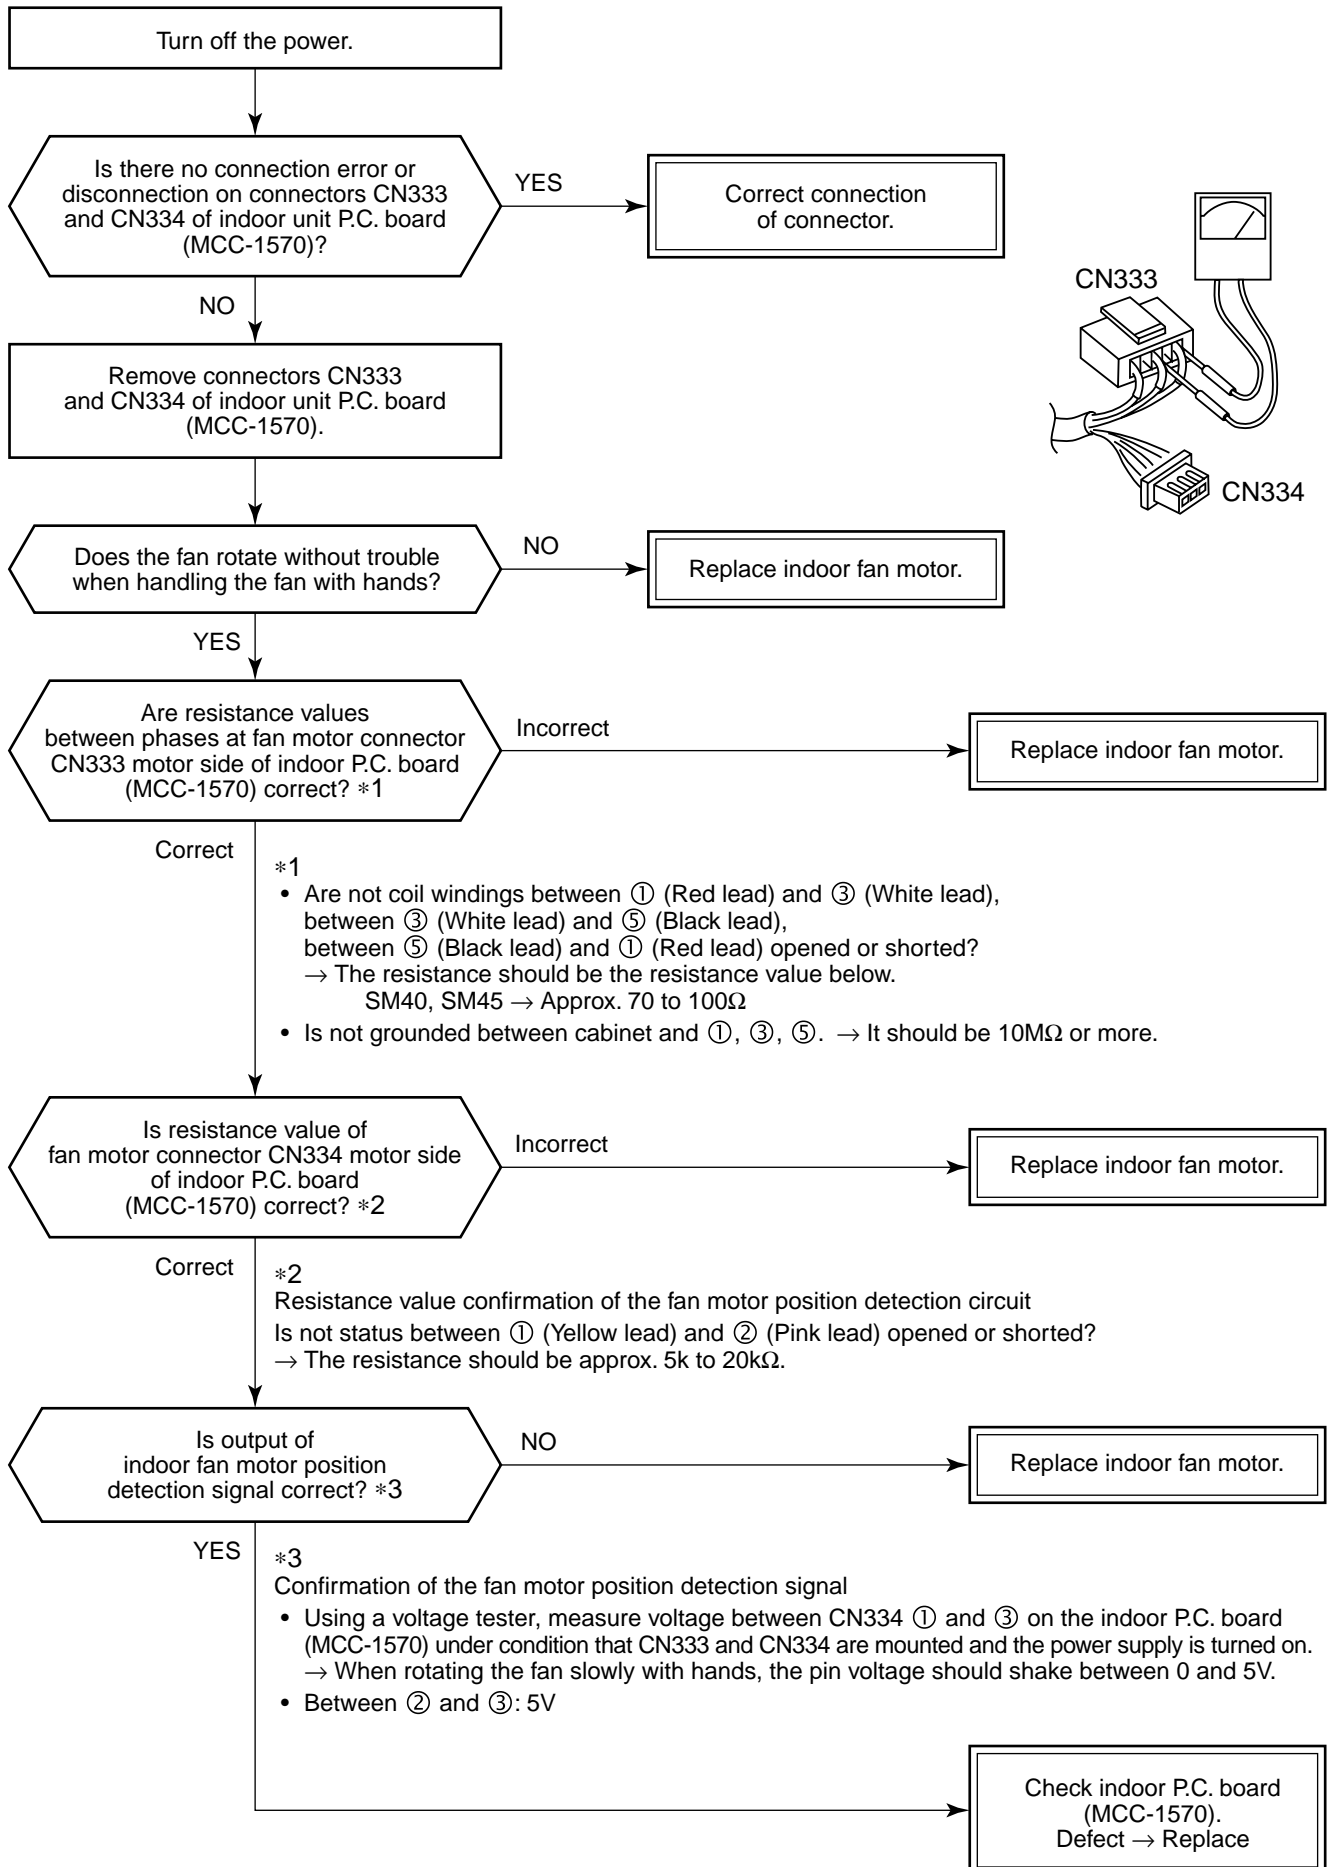 Turn off the power.
Is there no connection error or
disconnection on connectors CN333
and CN334 of indoor unit P.C. board
(MCC-1570)?
YES
Correct connection
of connector.
NO
CN333
CN334
Remove connectors CN333
and CN334 of indoor unit P.C. board
(MCC-1570).
Does the fan rotate without trouble
when handling the fan with hands?
NO
Replace indoor fan motor.
YES
Are resistance values
between phases at fan motor connector
CN333 motor side of indoor P.C. board
(MCC-1570) correct? *1
Incorrect
Replace indoor fan motor.
Correct
*1
• Are not coil windings between ① (Red lead) and ③ (White lead),
between ③ (White lead) and ⑤ (Black lead),
between ⑤ (Black lead) and ① (Red lead) opened or shorted?
→ The resistance should be the resistance value below.
SM40, SM45 → Approx. 70 to 100Ω
• Is not grounded between cabinet and ①, ③, ⑤. → It should be 10MΩ or more.
Is resistance value of
fan motor connector CN334 motor side
of indoor P.C. board
(MCC-1570) correct? *2
Incorrect
Replace indoor fan motor.
Correct
*2
Resistance value confirmation of the fan motor position detection circuit
Is not status between ① (Yellow lead) and ② (Pink lead) opened or shorted?
→ The resistance should be approx. 5k to 20kΩ.
Is output of
indoor fan motor position
detection signal correct? *3
NO
Replace indoor fan motor.
YES
*3
Confirmation of the fan motor position detection signal
• Using a voltage tester, measure voltage between CN334 ① and ③ on the indoor P.C. board
(MCC-1570) under condition that CN333 and CN334 are mounted and the power supply is turned on.
→ When rotating the fan slowly with hands, the pin voltage should shake between 0 and 5V.
• Between ② and ③: 5V
Check indoor P.C. board
(MCC-1570).
Defect → Replace